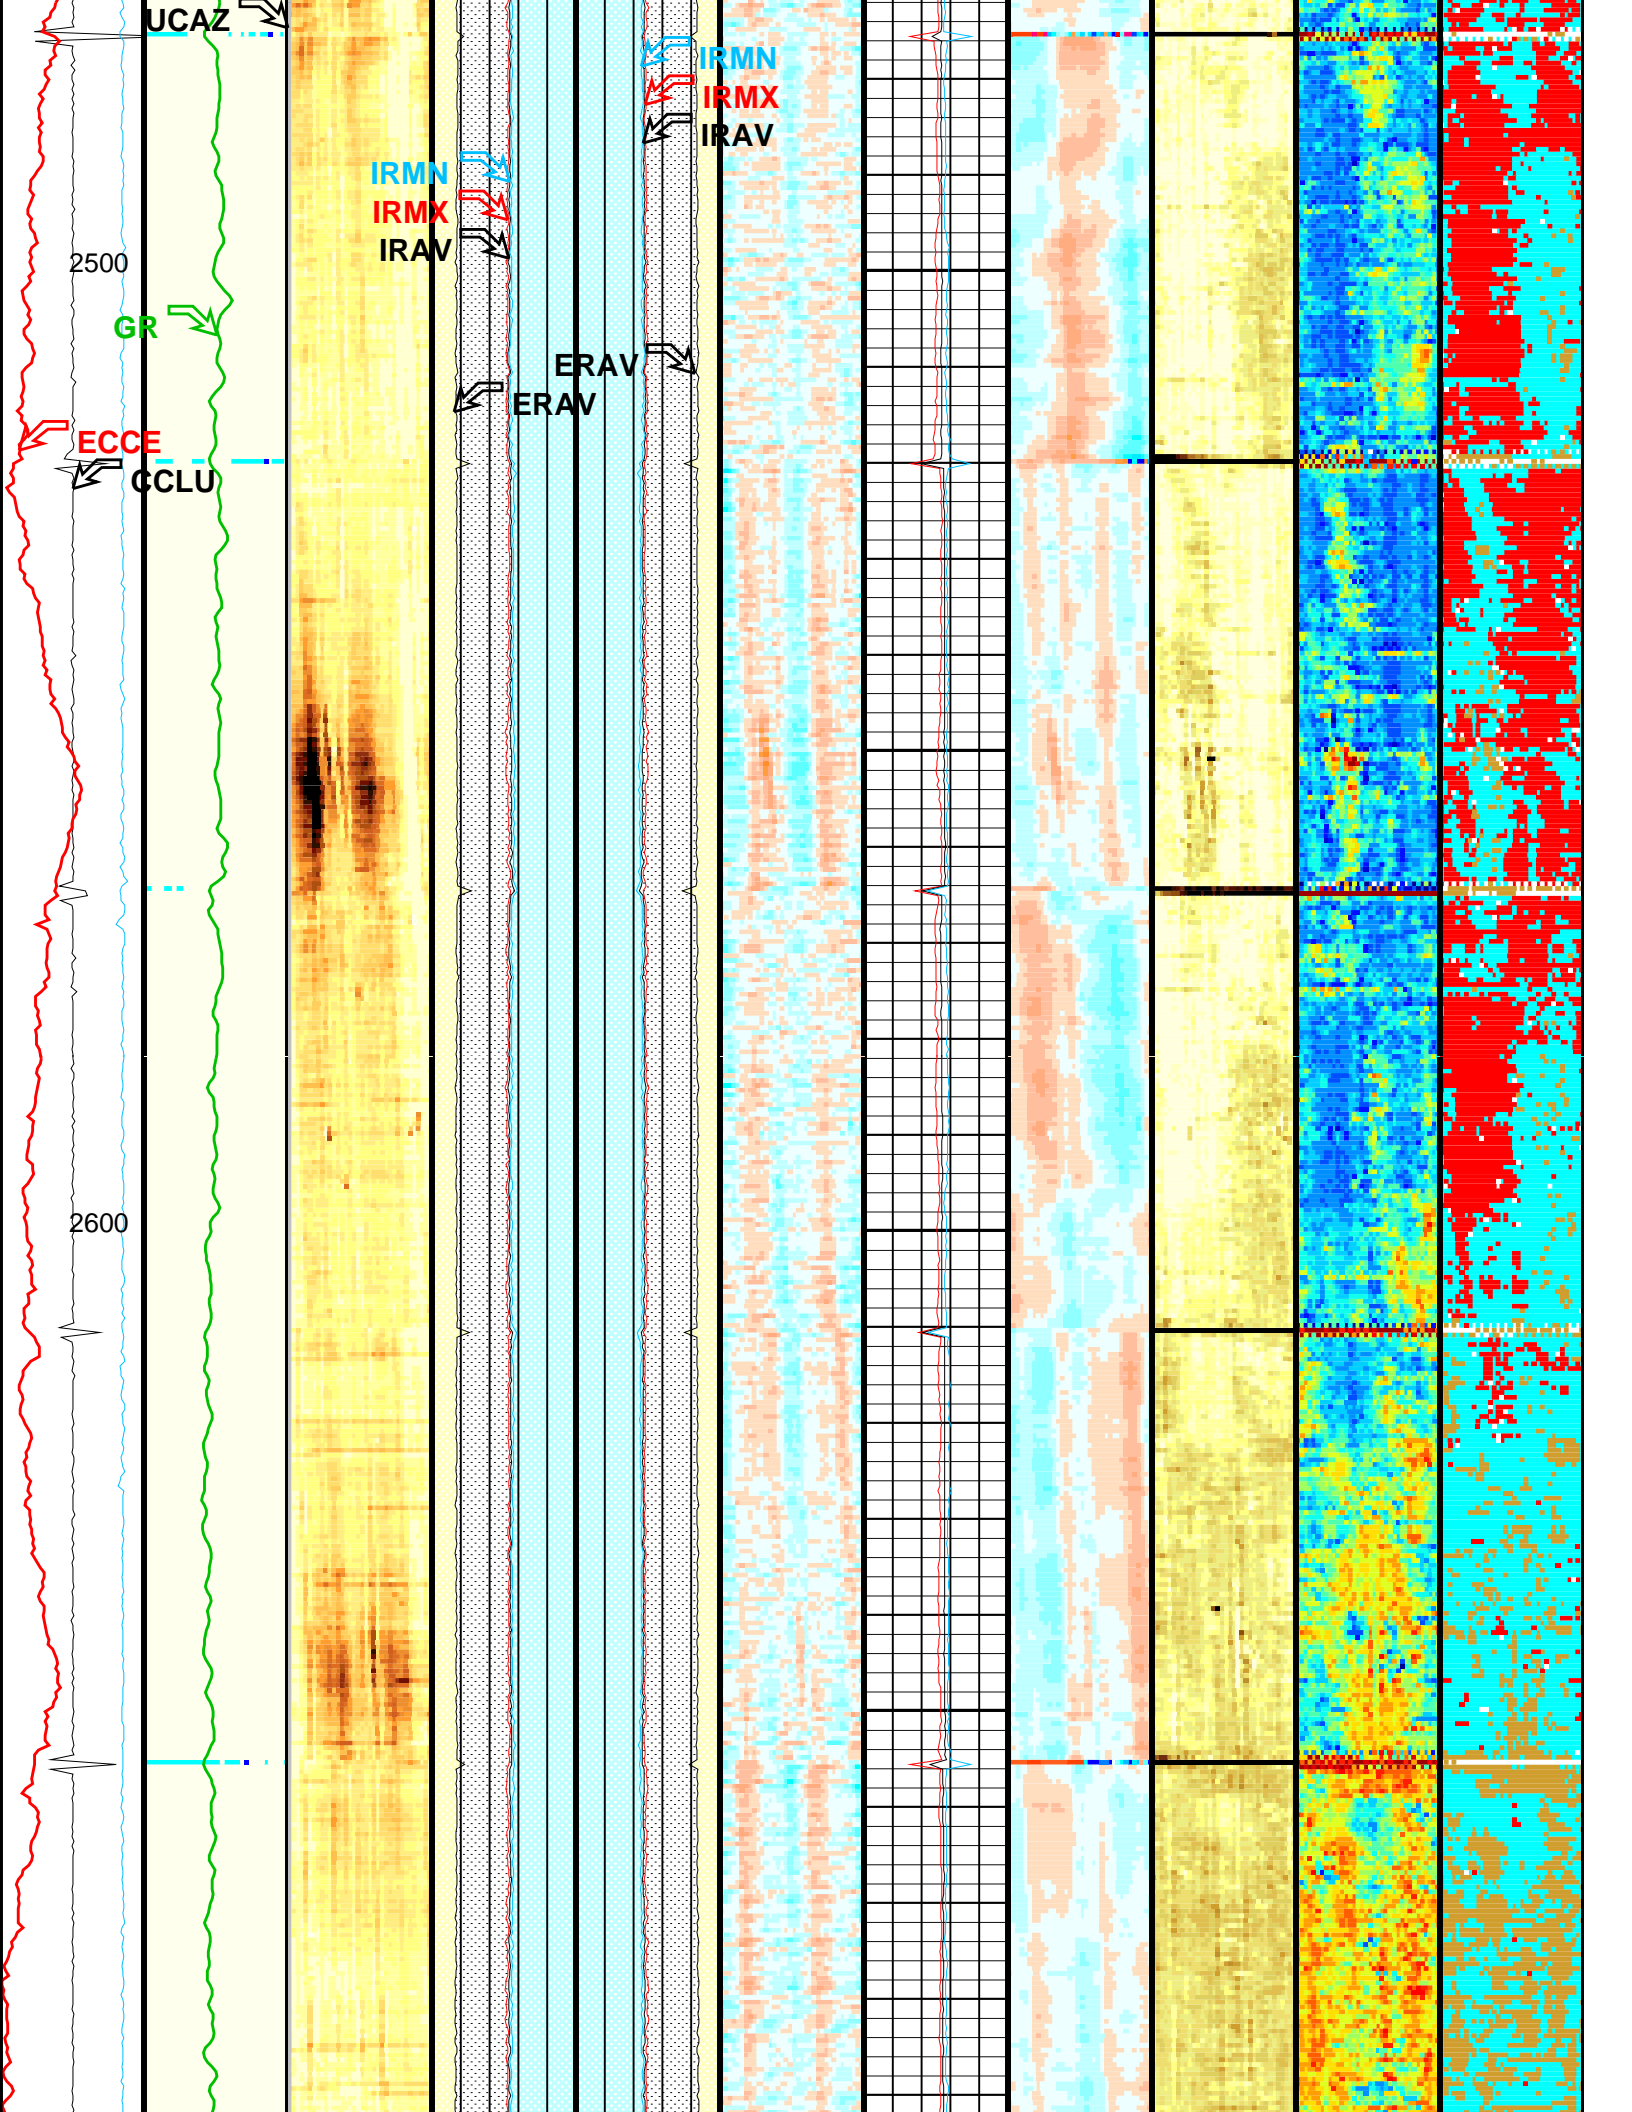 UCAZ
IRMN
IRMX
IRAV
IRMN
IRMX
IRAV
2500
GR
ERAV
ERAV
ECCE
CCLU
2600